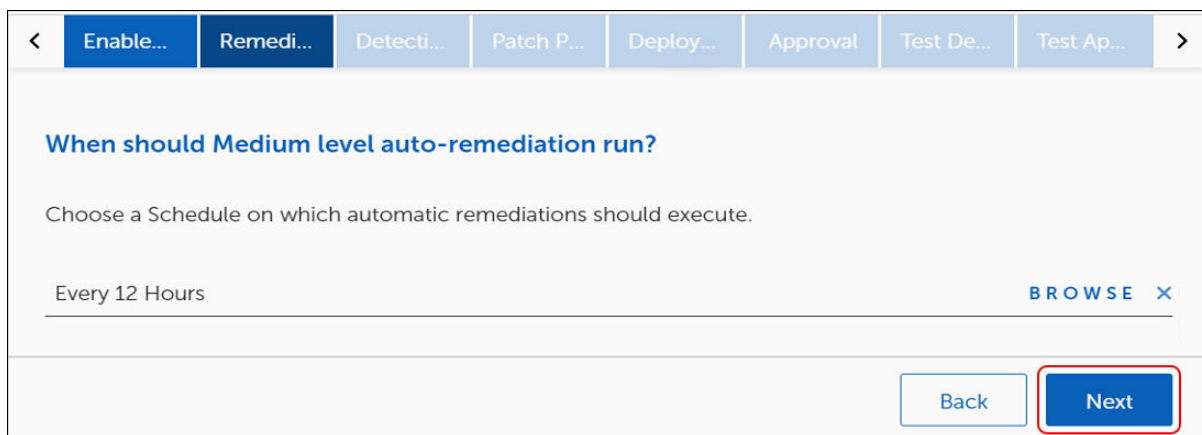 < Enable... Remedi... Detecti... Patch P... Deploy... Approval Test De... Test Ap... >
When should Medium level auto-remediation run?
Choose a Schedule on which automatic remediations should execute.
Every 12 Hours BROWSE ×
Back Next